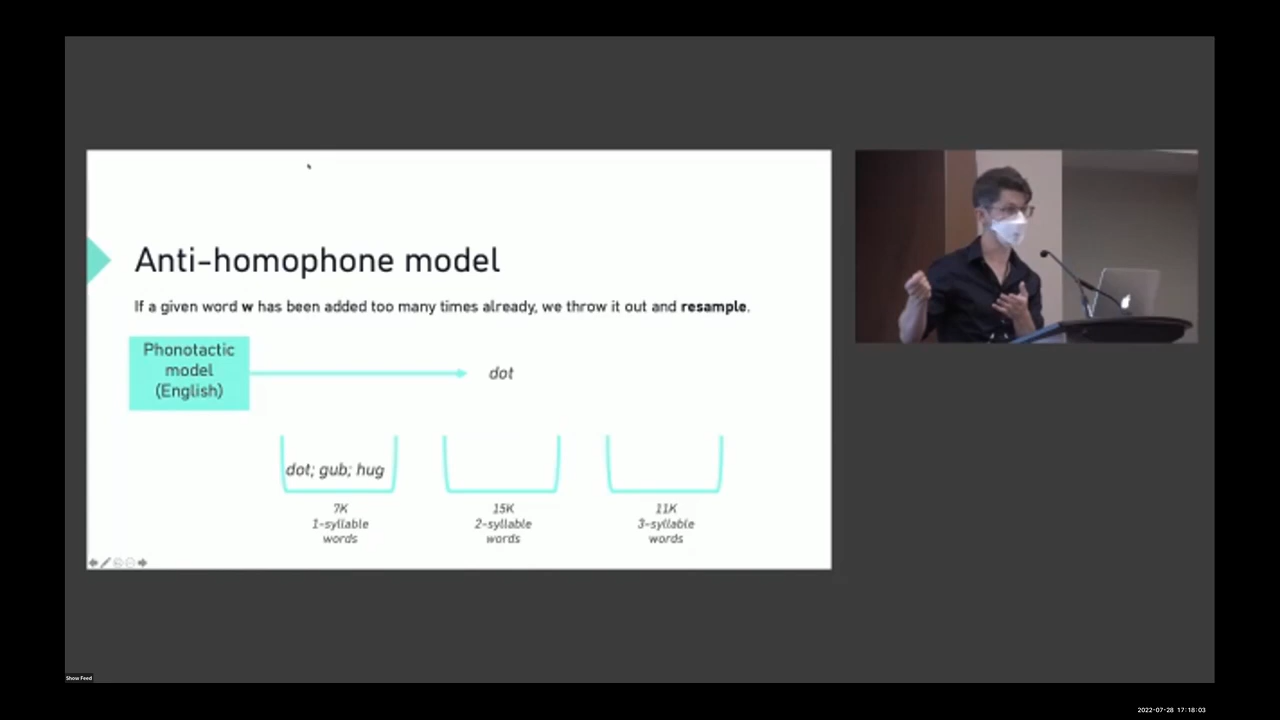 Anti-homophone model
If a given word w has been added too many times already, we throw it out and resample.
Phonotactic
model
(English)
dot
dot; gub; hug
7K
1-syllable
words
15K
2-syllable
words
11K
3-syllable
words
Show Feed
2022-07-28 17:18:03